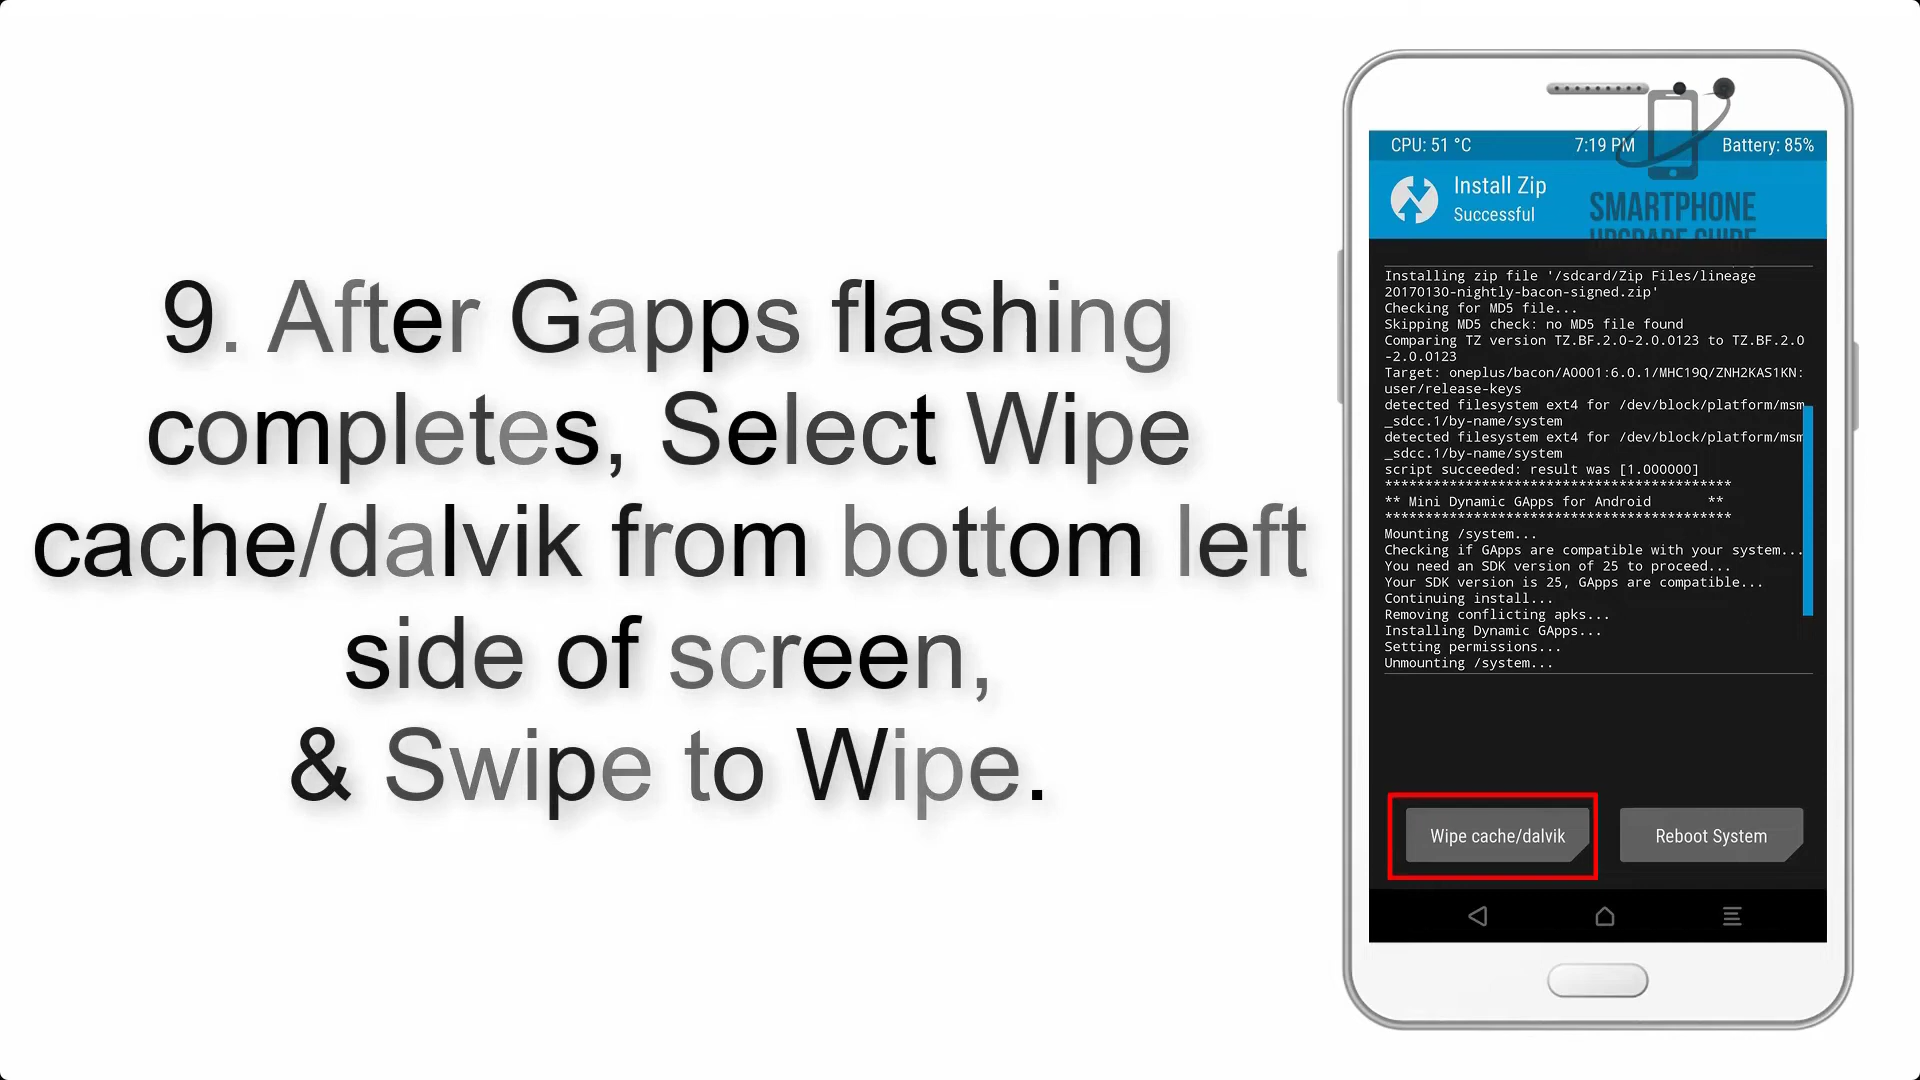 9. After Gapps flashing
completes, Select Wipe
cache/dalvik from bottom left
side of screen,
& Swipe to Wipe.
CPU: 51 °C 7:19 PM Battery: 85%
Install Zip
Successful
SMARTPHONE
UPGRADE GUIDE
Installing zip file '/sdcard/Zip Files/lineage
20170130-nightly-bacon-signed.zip'
Checking for MD5 file...
Skipping MD5 check: no MD5 file found
Comparing TZ version TZ.BF.2.0-2.0.0123 to TZ.BF.2.0
-2.0.0123
Target: oneplus/bacon/A0001:6.0.1/MHC19Q/ZNH2KAS1KN:
user/release-keys
detected filesystem ext4 for /dev/block/platform/msm
_sdcc.1/by-name/system
detected filesystem ext4 for /dev/block/platform/msm
_sdcc.1/by-name/system
script succeeded: result was [1.000000]
******************************************
** Mini Dynamic GApps for Android **
******************************************
Mounting /system...
Checking if GApps are compatible with your system...
You need an SDK version of 25 to proceed...
Your SDK version is 25, GApps are compatible...
Continuing install...
Removing conflicting apks...
Installing Dynamic GApps...
Setting permissions...
Unmounting /system...
Wipe cache/dalvik Reboot System